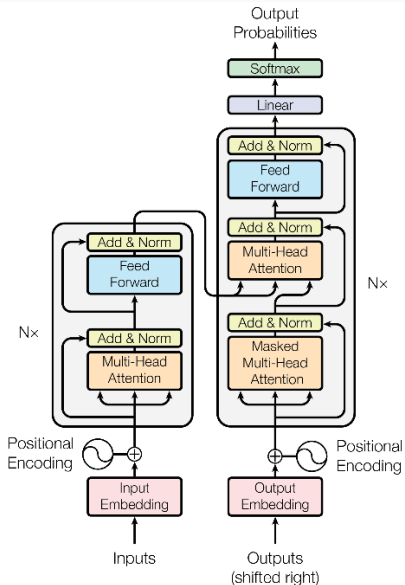 Output
Probabilities
Softmax
Linear
Add & Norm
Feed
Forward
Add & Norm
Multi-Head
Attention
Add & Norm
Masked
Multi-Head
Attention
N×
Add & Norm
Feed
Forward
Add & Norm
Multi-Head
Attention
N×
Positional
Encoding
Positional
Encoding
Input
Embedding
Output
Embedding
Inputs
Outputs
(shifted right)